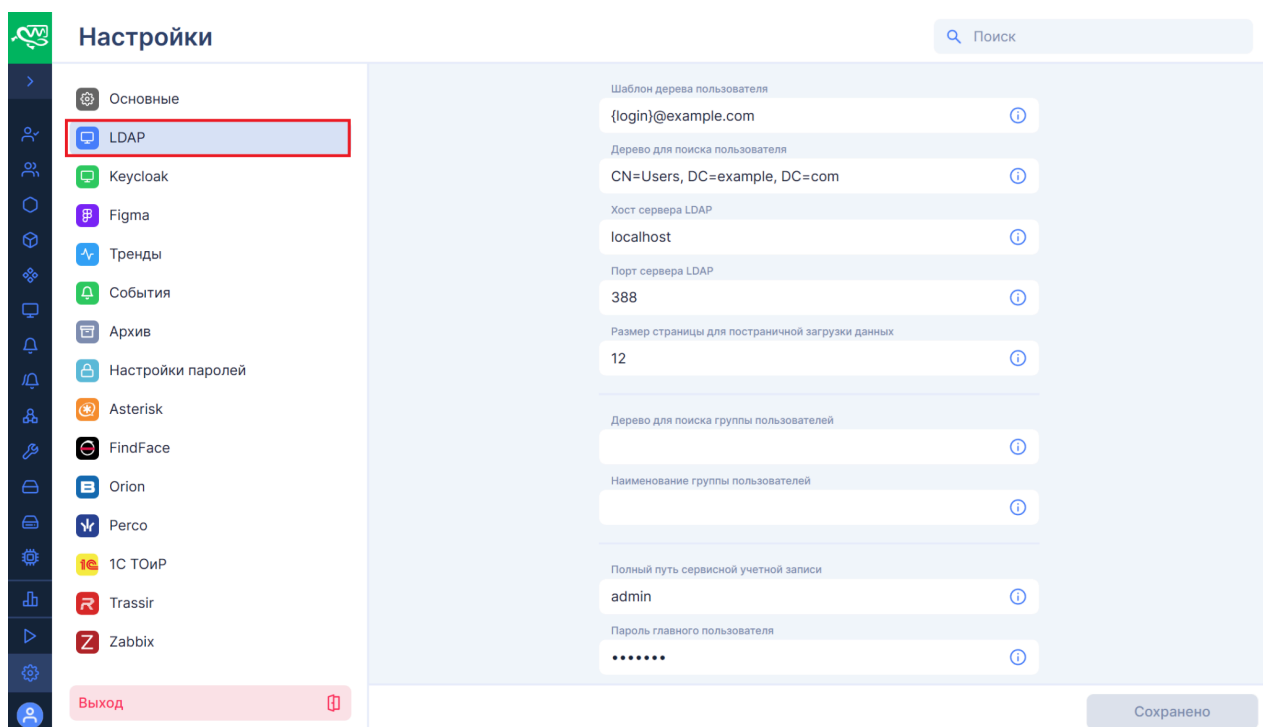 Настройки
Поиск
Основные
LDAP
Keycloak
Figma
Тренды
События
Архив
Настройки паролей
Asterisk
FindFace
Orion
Perco
1С ТОиР
Trassir
Zabbix
Выход
Шаблон дерева пользователя
{login}@example.com
Дерево для поиска пользователя
CN=Users, DC=example, DC=com
Хост сервера LDAP
localhost
Порт сервера LDAP
388
Размер страницы для постраничной загрузки данных
12
Дерево для поиска группы пользователей
Наименование группы пользователей
Полный путь сервисной учетной записи
admin
Пароль главного пользователя
•••••••
Сохранено